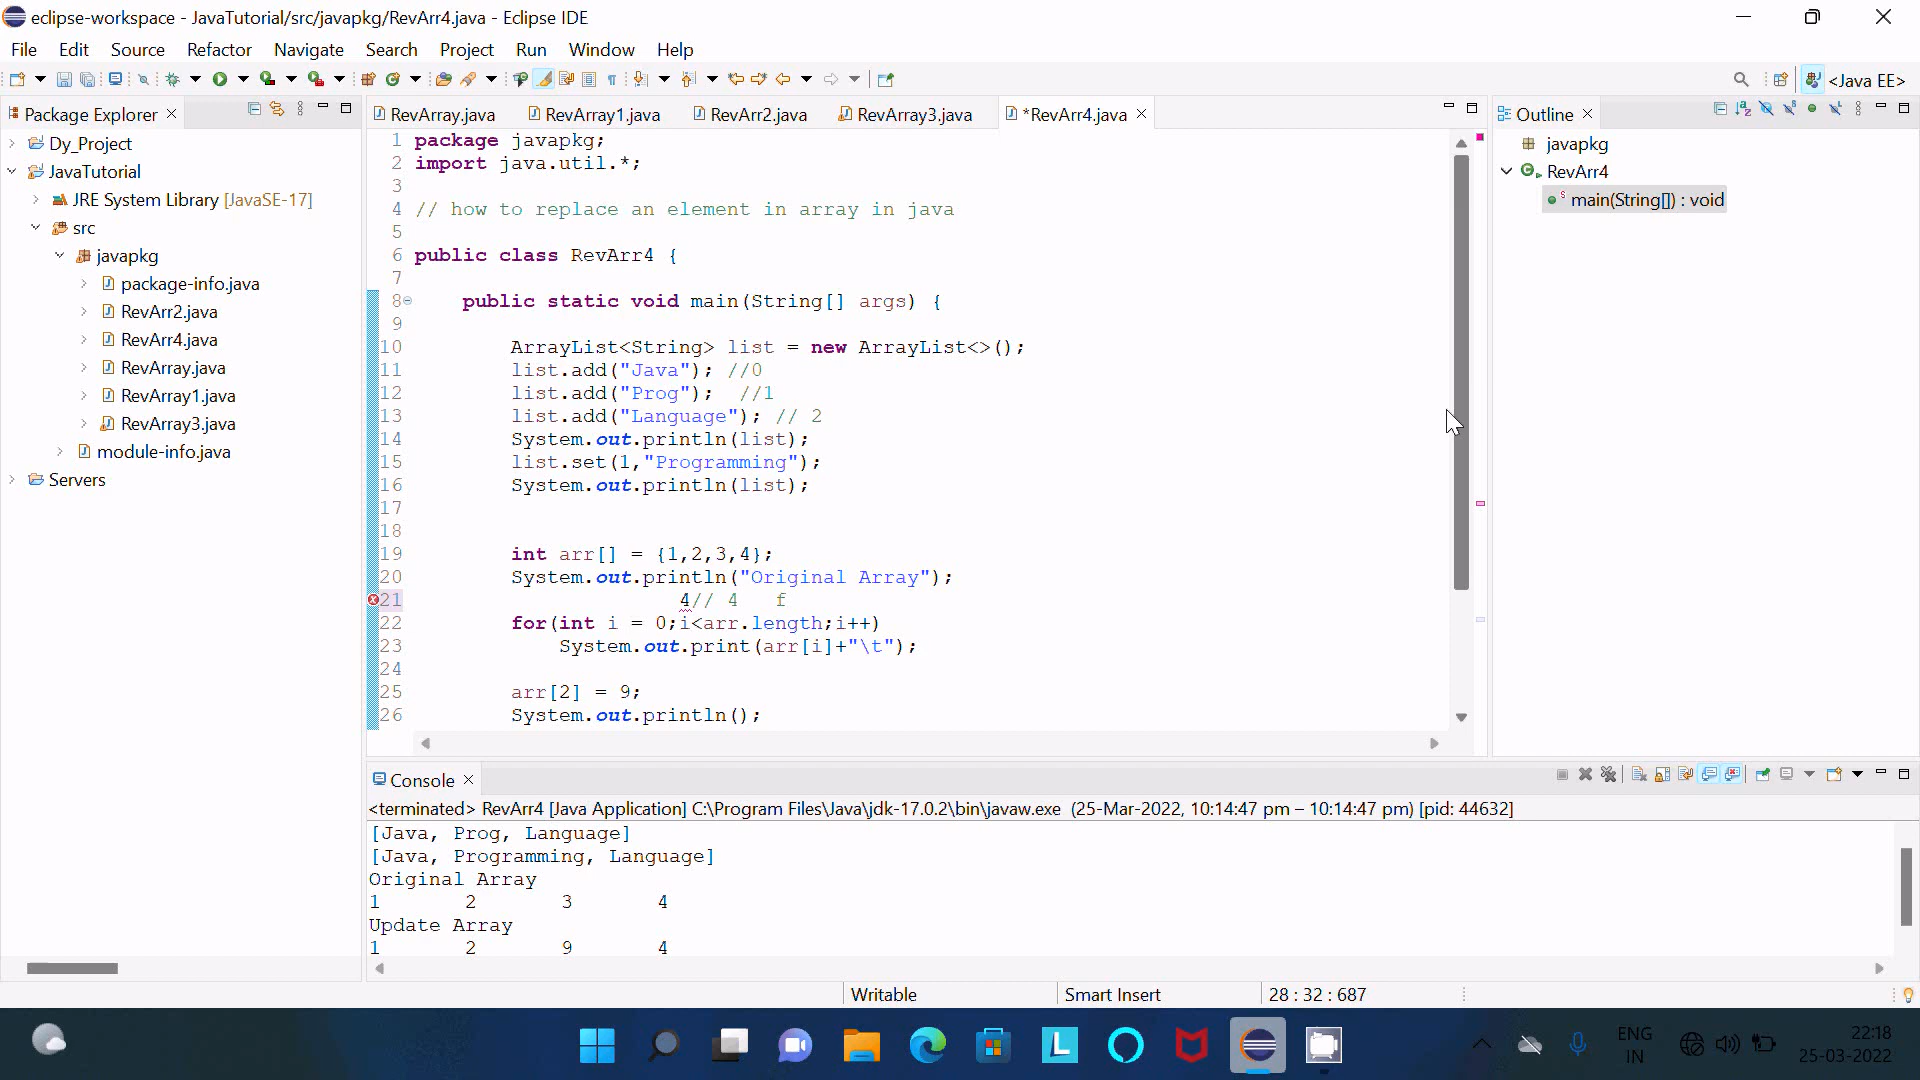 eclipse-workspace - JavaTutorial/src/javapkg/RevArr4.java - Eclipse IDE
File Edit Source Refactor Navigate Search Project Run Window Help
<Java EE>
Package Explorer
Dy_Project
JavaTutorial
JRE System Library [JavaSE-17]
src
javapkg
package-info.java
RevArr2.java
RevArr4.java
RevArray.java
RevArray1.java
RevArray3.java
module-info.java
Servers
RevArray.java RevArray1.java RevArr2.java RevArray3.java *RevArr4.java
1 package javapkg;
2 import java.util.*;
3
4 // how to replace an element in array in java
5
6 public class RevArr4 {
7
8 public static void main(String[] args) {
9
10 ArrayList<String> list = new ArrayList<>();
11 list.add("Java"); //0
12 list.add("Prog"); //1
13 list.add("Language"); // 2
14 System.out.println(list);
15 list.set(1,"Programming");
16 System.out.println(list);
17
18
19 int arr[] = {1,2,3,4};
20 System.out.println("Original Array");
21 4// 4 f
22 for(int i = 0;i<arr.length;i++)
23 System.out.print(arr[i]+"\t");
24
25 arr[2] = 9;
26 System.out.println();
Outline
javapkg
RevArr4
main(String[]) : void
Console
<terminated> RevArr4 [Java Application] C:\Program Files\Java\jdk-17.0.2\bin\javaw.exe (25-Mar-2022, 10:14:47 pm – 10:14:47 pm) [pid: 44632]
[Java, Prog, Language]
[Java, Programming, Language]
Original Array
1 2 3 4
Update Array
1 2 9 4
Writable Smart Insert 28 : 32 : 687
ENG
IN
22:18
25-03-2022